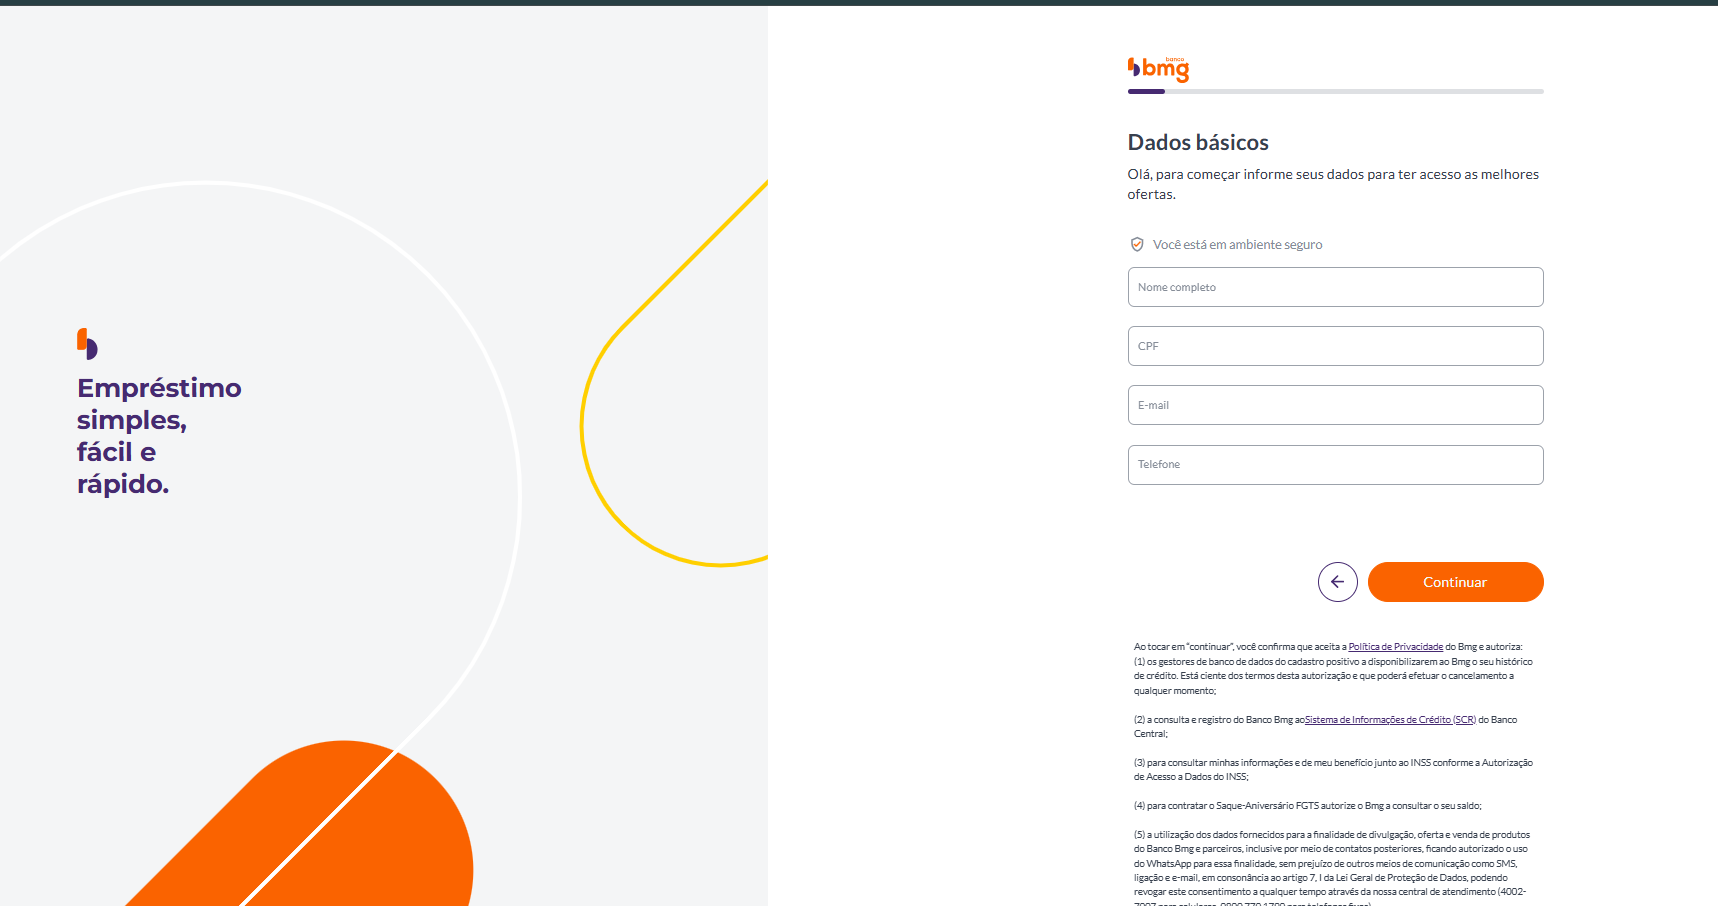 Empréstimo
simples,
fácil e
rápido.
banco
bmg
Dados básicos
Olá, para começar informe seus dados para ter acesso as melhores
ofertas.
Você está em ambiente seguro
Nome completo
CPF
E-mail
Telefone
Continuar
Ao tocar em “continuar”, você confirma que aceita a Política de Privacidade do Bmg e autoriza:
(1) os gestores de banco de dados do cadastro positivo a disponibilizarem ao Bmg o seu histórico
de crédito. Está ciente dos termos desta autorização e que poderá efetuar o cancelamento a
qualquer momento;
(2) a consulta e registro do Banco Bmg aoSistema de Informações de Crédito (SCR) do Banco
Central;
(3) para consultar minhas informações e de meu benefício junto ao INSS conforme a Autorização
de Acesso a Dados do INSS;
(4) para contratar o Saque-Aniversário FGTS autorize o Bmg a consultar o seu saldo;
(5) a utilização dos dados fornecidos para a finalidade de divulgação, oferta e venda de produtos
do Banco Bmg e parceiros, inclusive por meio de contatos posteriores, ficando autorizado o uso
do WhatsApp para essa finalidade, sem prejuízo de outros meios de comunicação como SMS,
ligação e e-mail, em consonância ao artigo 7, I da Lei Geral de Proteção de Dados, podendo
revogar este consentimento a qualquer tempo através da nossa central de atendimento (4002-